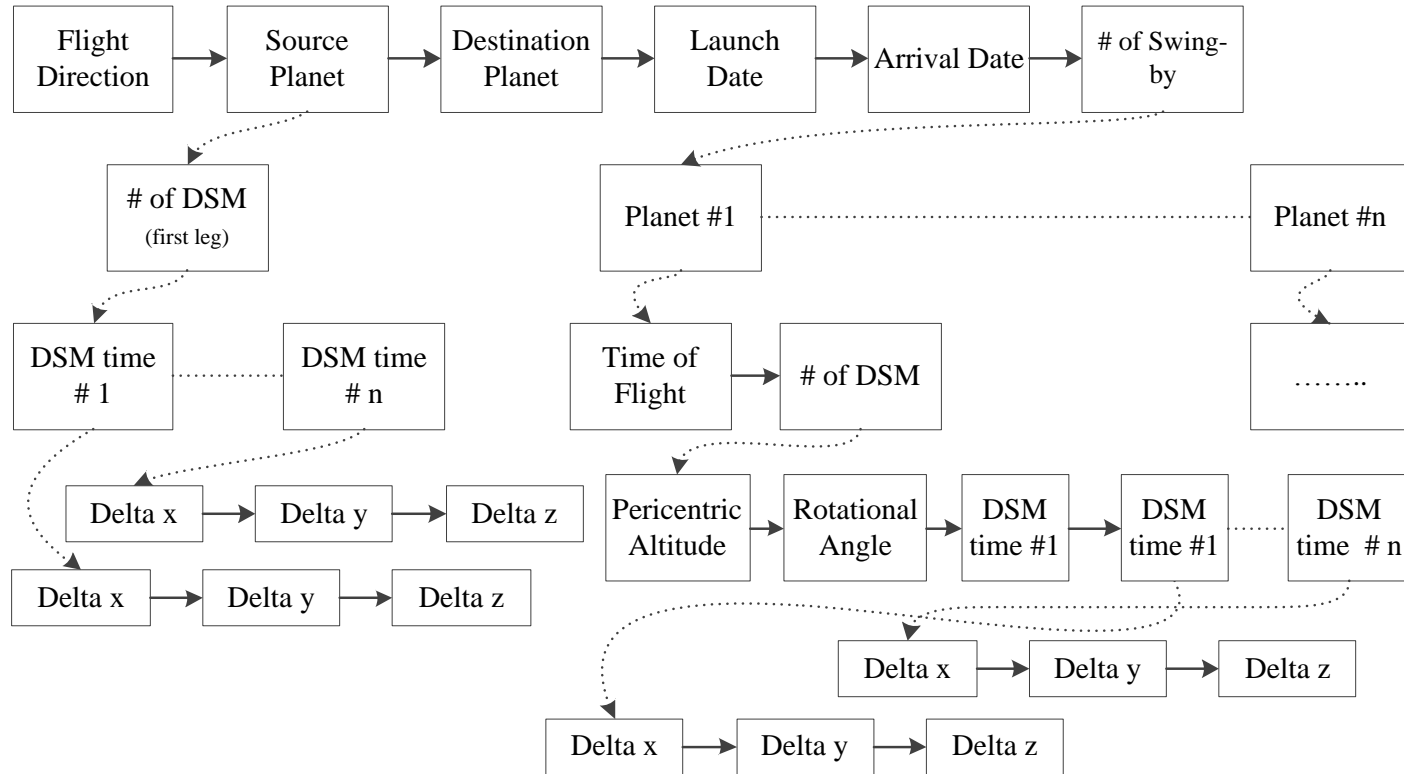 Flight
Direction
Source
Planet
Destination
Planet
Launch
Date
Arrival Date
# of Swing-
by
# of DSM
(first leg)
Planet #1
Planet #n
DSM time
# 1
DSM time
# n
Time of
Flight
# of DSM
……..
Delta x
Delta y
Delta z
Pericentric
Altitude
Rotational
Angle
DSM
time #1
DSM
time #1
DSM
time # n
Delta x
Delta y
Delta z
Delta x
Delta y
Delta z
Delta x
Delta y
Delta z